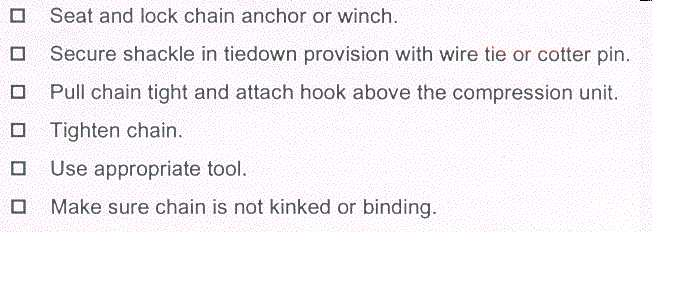 Seat and lock chain anchor or winch.
Secure shackle in tiedown provision with wire tie or cotter pin.
Pull chain tight and attach hook above the compression unit.
Tighten chain.
Use appropriate tool.
Make sure chain is not kinked or binding.